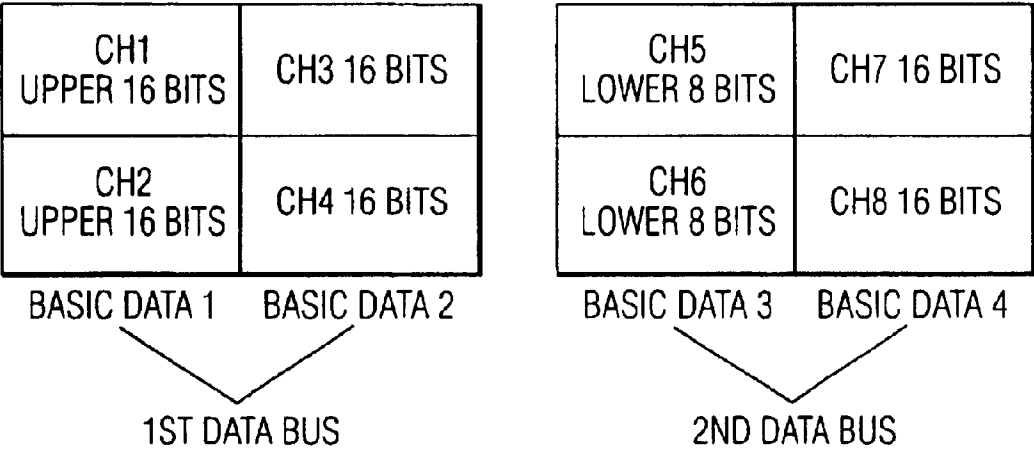 CH1
UPPER 16 BITS
CH3 16 BITS
CH2
UPPER 16 BITS
CH4 16 BITS
BASIC DATA 1
BASIC DATA 2
1ST DATA BUS
CH5
LOWER 8 BITS
CH7 16 BITS
CH6
LOWER 8 BITS
CH8 16 BITS
BASIC DATA 3
BASIC DATA 4
2ND DATA BUS